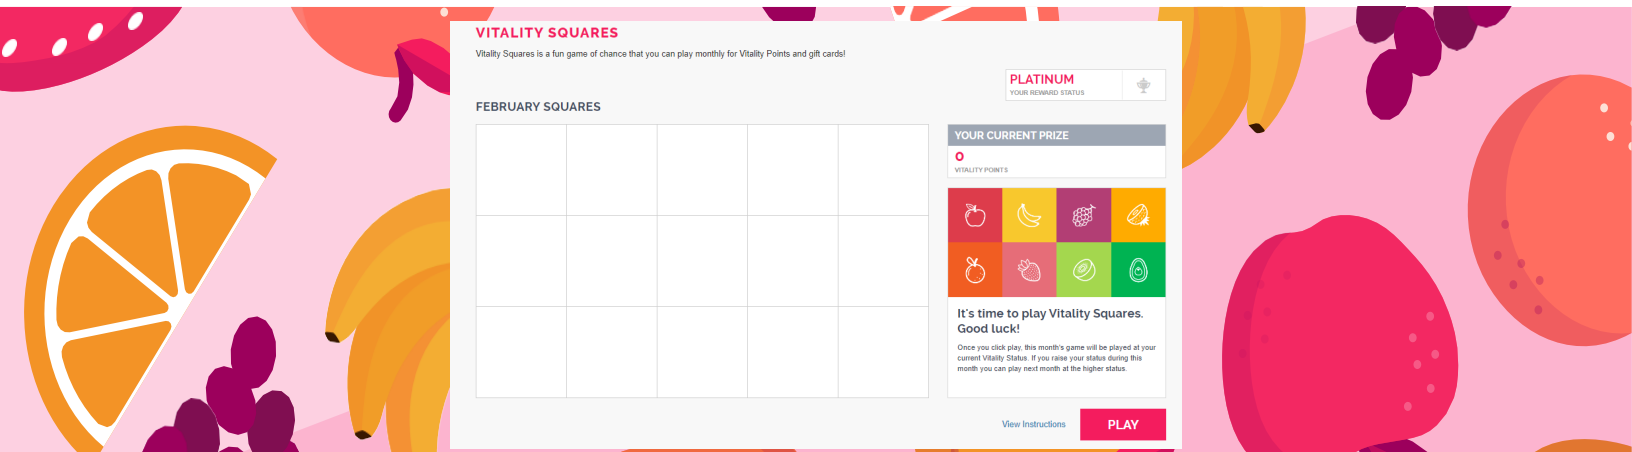 VITALITY SQUARES
Vitality Squares is a fun game of chance that you can play monthly for Vitality Points and gift cards!
PLATINUM
YOUR REWARD STATUS
FEBRUARY SQUARES
YOUR CURRENT PRIZE
0
VITALITY POINTS
It's time to play Vitality Squares.
Good luck!
Once you click play, this month's game will be played at your
current Vitality Status. If you raise your status during this
month you can play next month at the higher status.
View Instructions
PLAY